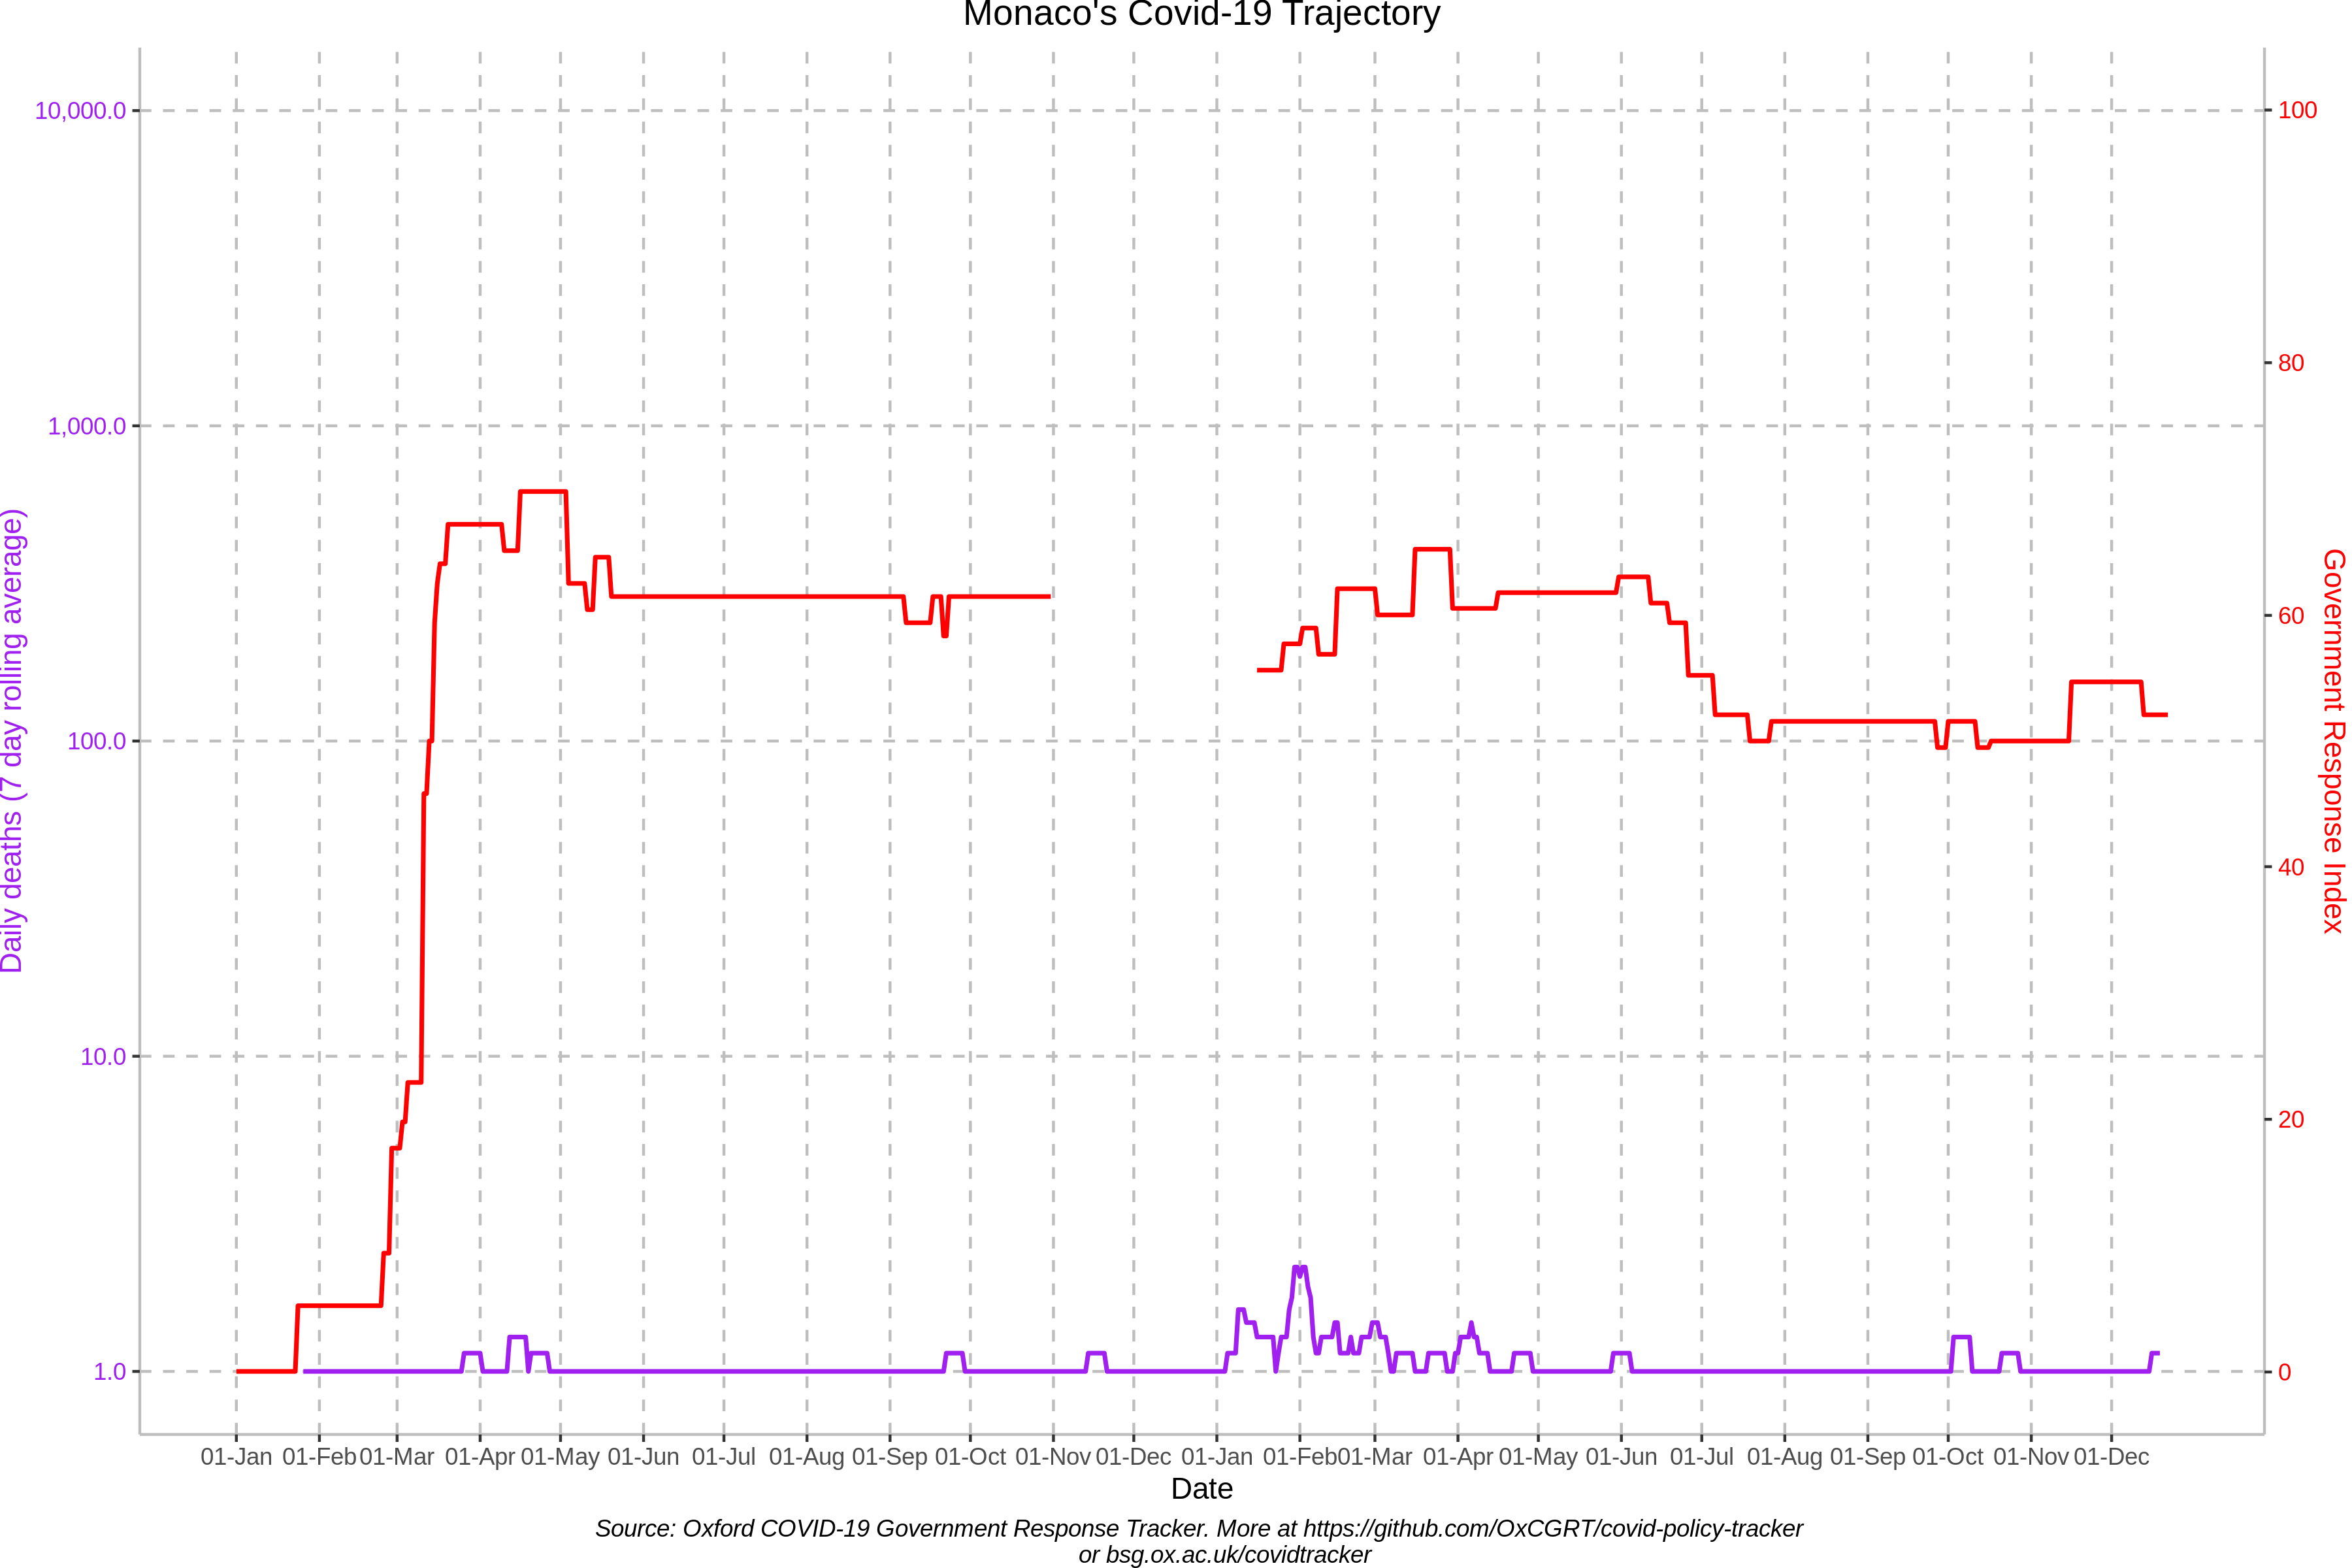 Monaco's Covid-19 Trajectory
10,000.0
1,000.0
100.0
10.0
1.0
Daily deaths (7 day rolling average)
100
80
60
40
20
0
Government Response Index
01-Jan 01-Feb 01-Mar 01-Apr 01-May 01-Jun 01-Jul 01-Aug 01-Sep 01-Oct 01-Nov 01-Dec 01-Jan 01-Feb 01-Mar 01-Apr 01-May 01-Jun 01-Jul 01-Aug 01-Sep 01-Oct 01-Nov 01-Dec
Date
Source: Oxford COVID-19 Government Response Tracker. More at https://github.com/OxCGRT/covid-policy-tracker
or bsg.ox.ac.uk/covidtracker